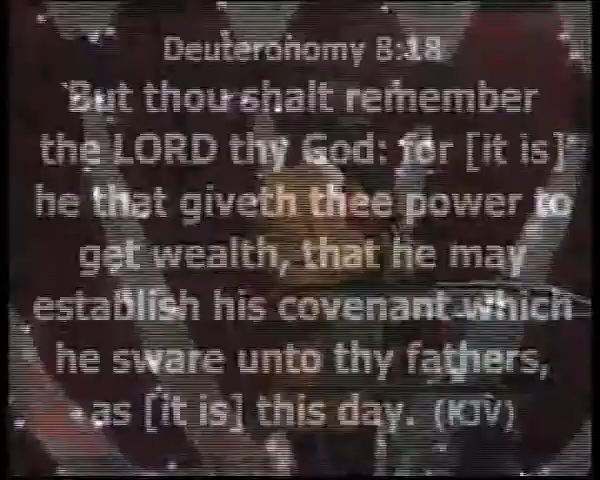 Deuteronomy 8:18
But thou shalt remember
the LORD thy God: for [it is]
he that giveth thee power to
get wealth, that he may
establish his covenant which
he sware unto thy fathers,
as [it is] this day. (KJV)